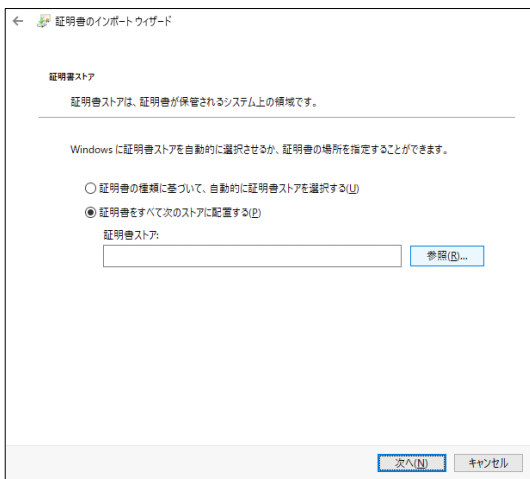 証明書のインポート ウィザード
証明書ストア
証明書ストアは、証明書が保管されるシステム上の領域です。
Windows に証明書ストアを自動的に選択させるか、証明書の場所を指定することができます。
証明書の種類に基づいて、自動的に証明書ストアを選択する(U)
証明書をすべて次のストアに配置する(P)
証明書ストア:
参照(R)...
次へ(N) キャンセル